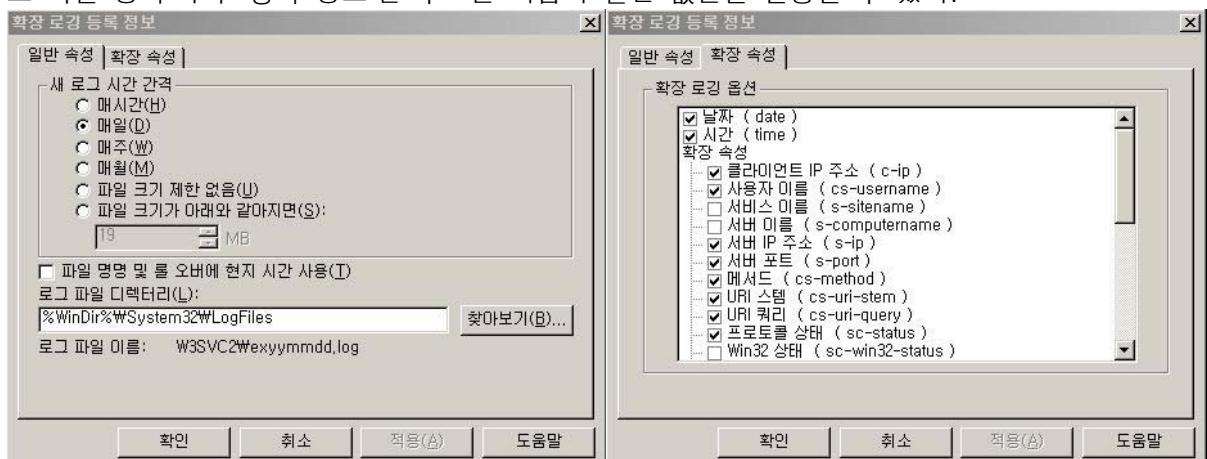 확장 로깅 등록 정보
일반 속성 확장 속성
새 로그 시간 간격
매시간(H)
매일(D)
매주(W)
매월(M)
파일 크기 제한 없음(U)
파일 크기가 아래와 같아지면(S):
19 MB
파일 명명 및 롤 오버에 현지 시간 사용(T)
로그 파일 디렉터리(L):
%WinDir%₩System32₩LogFiles 찾아보기(B)...
로그 파일 이름: W3SVC2₩exyymmdd.log
확인 취소 적용(A) 도움말
확장 로깅 등록 정보
일반 속성 확장 속성
확장 로깅 옵션
날짜 ( date )
시간 ( time )
확장 속성
클라이언트 IP 주소 ( c-ip )
사용자 이름 ( cs-username )
서비스 이름 ( s-sitename )
서버 이름 ( s-computername )
서버 IP 주소 ( s-ip )
서버 포트 ( s-port )
메서드 ( cs-method )
URI 스템 ( cs-uri-stem )
URI 쿼리 ( cs-uri-query )
프로토콜 상태 ( sc-status )
Win32 상태 ( sc-win32-status )
확인 취소 적용(A) 도움말